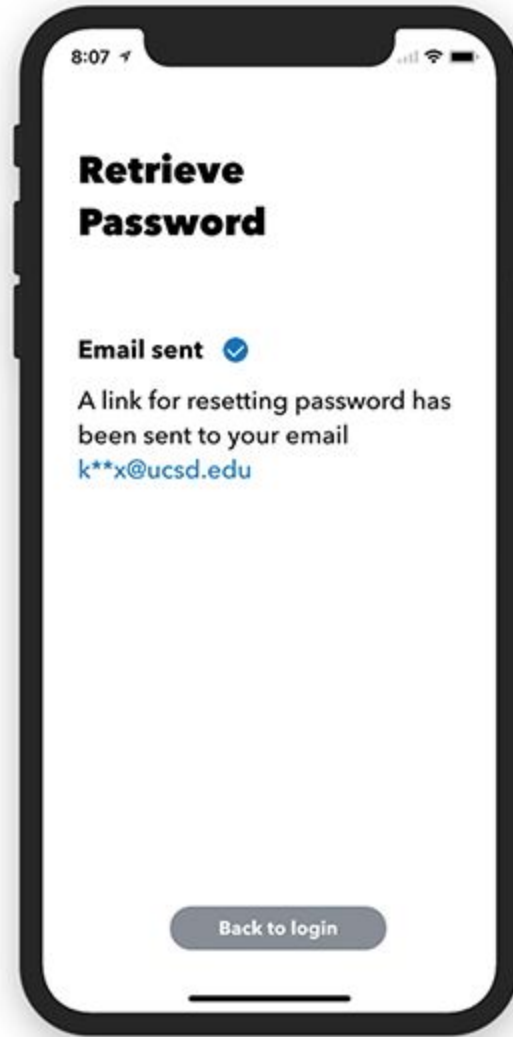 8:07
Retrieve
Password
Email sent
A link for resetting password has
been sent to your email
k**x@ucsd.edu
Back to login